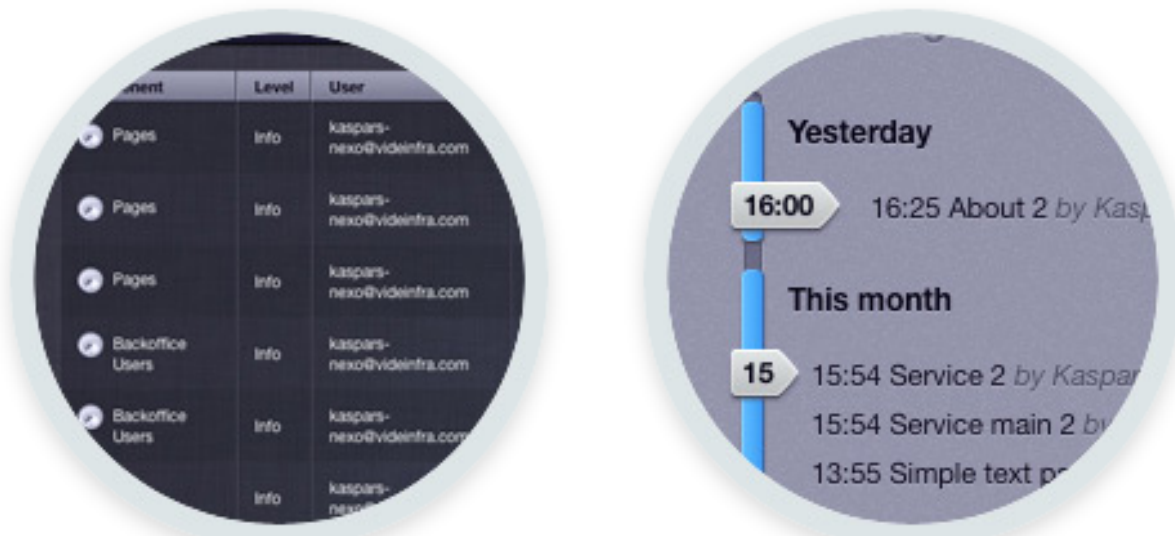 Level User
Pages Info kaspars-
nexo@videinfra.com
Pages Info kaspars-
nexo@videinfra.com
Pages Info kaspars-
nexo@videinfra.com
Backoffice
Users Info kaspars-
nexo@videinfra.com
Backoffice
Users Info kaspars-
nexo@videinfra.com
Info kaspars-
Yesterday
16:00 16:25 About 2 by
This month
15 15:54 Service 2 by
15:54 Service main 2
13:55 Simple text